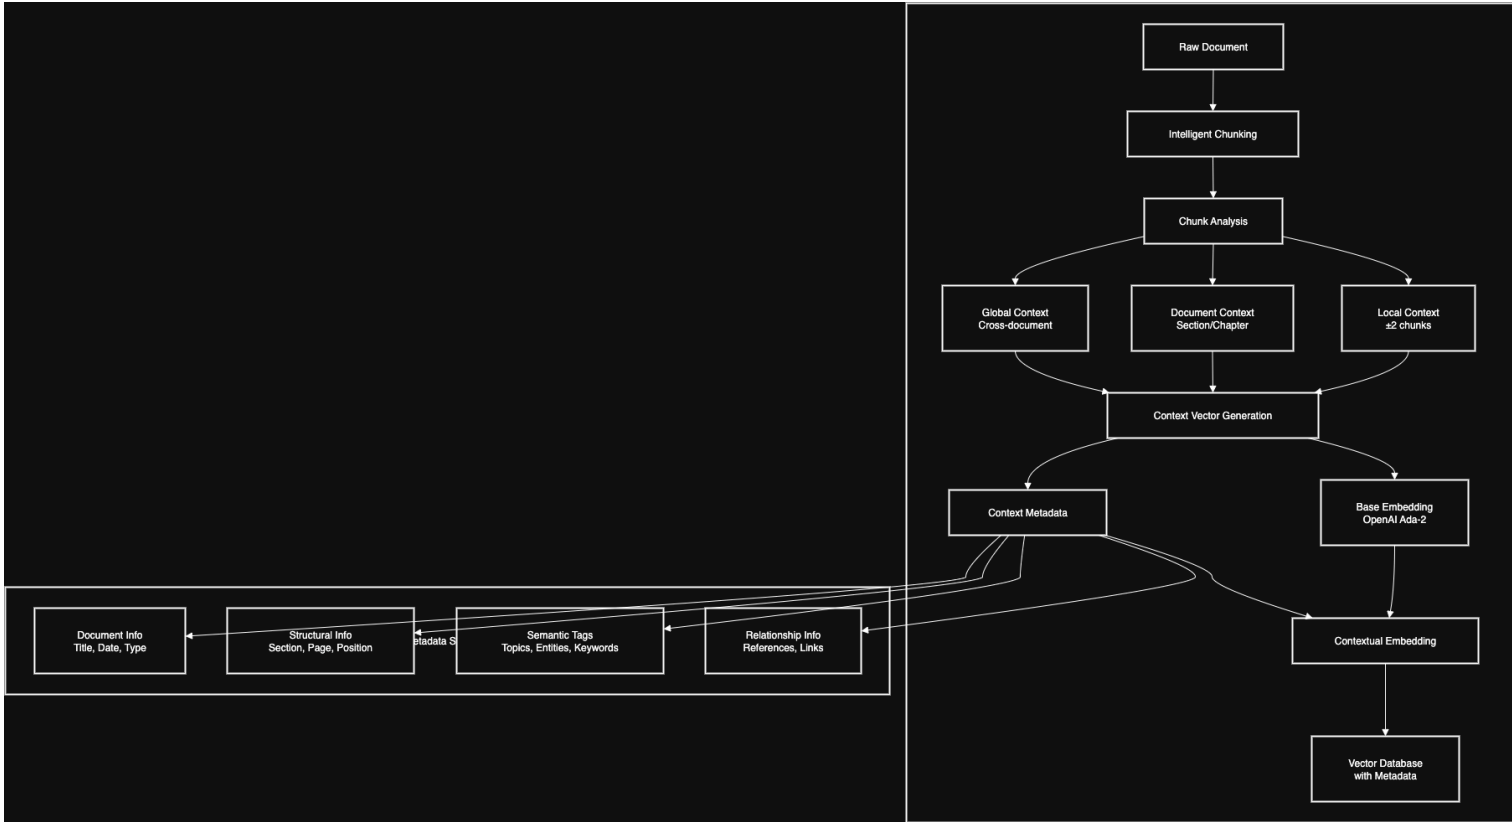 Raw Document
Intelligent Chunking
Chunk Analysis
Global Context
Cross-document
Document Context
Section/Chapter
Local Context
±2 chunks
Context Vector Generation
Context Metadata
Base Embedding
OpenAI Ada-2
Document Info
Title, Date, Type
Structural Info
Section, Page, Position
etadata S
Semantic Tags
Topics, Entities, Keywords
Relationship Info
References, Links
Contextual Embedding
Vector Database
with Metadata